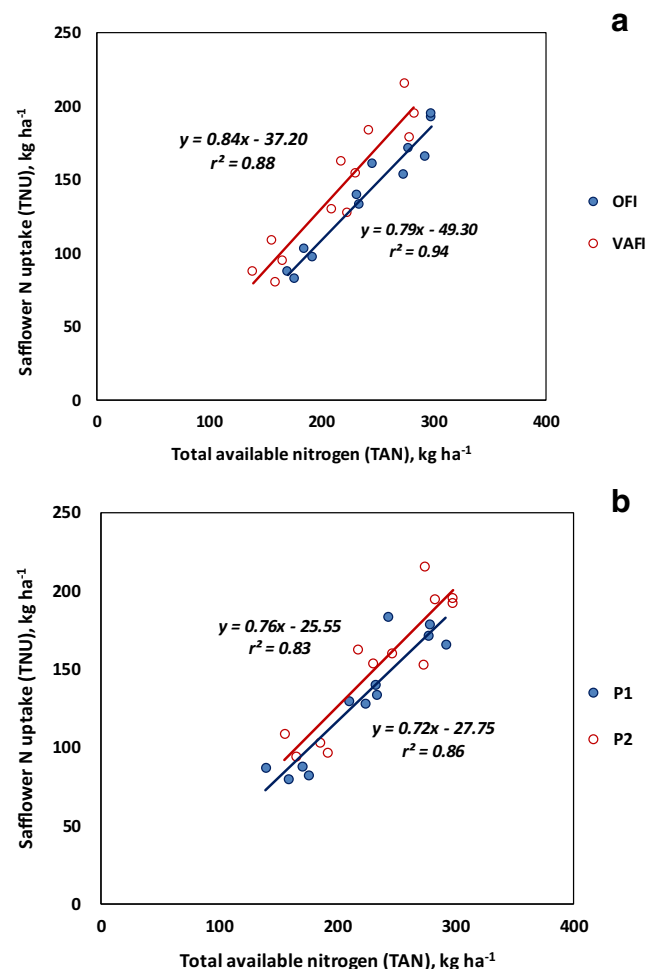 a
250
200
150
100
50
0
y = 0.84x - 37.20
r² = 0.88
y = 0.79x - 49.30
r² = 0.94
OFI
VAFI
0 100 200 300 400
Safflower N uptake (TNU), kg ha⁻¹
Total available nitrogen (TAN), kg ha⁻¹
b
250
200
150
100
50
0
y = 0.76x - 25.55
r² = 0.83
y = 0.72x - 27.75
r² = 0.86
P1
P2
0 100 200 300 400
Safflower N uptake (TNU), kg ha⁻¹
Total available nitrogen (TAN), kg ha⁻¹